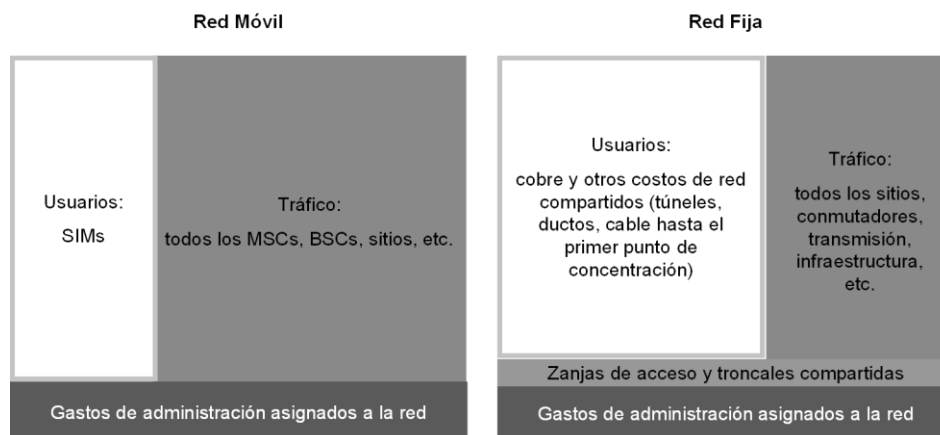 Red Móvil
Usuarios:
SIMs
Tráfico:
todos los MSCs, BSCs, sitios, etc.
Gastos de administración asignados a la red
Red Fija
Usuarios:
cobre y otros costos de red
compartidos (túneles,
ductos, cable hasta el
primer punto de
concentración)
Tráfico:
todos los sitios,
conmutadores,
transmisión,
infraestructura,
etc.
Zanjas de acceso y troncales compartidas
Gastos de administración asignados a la red